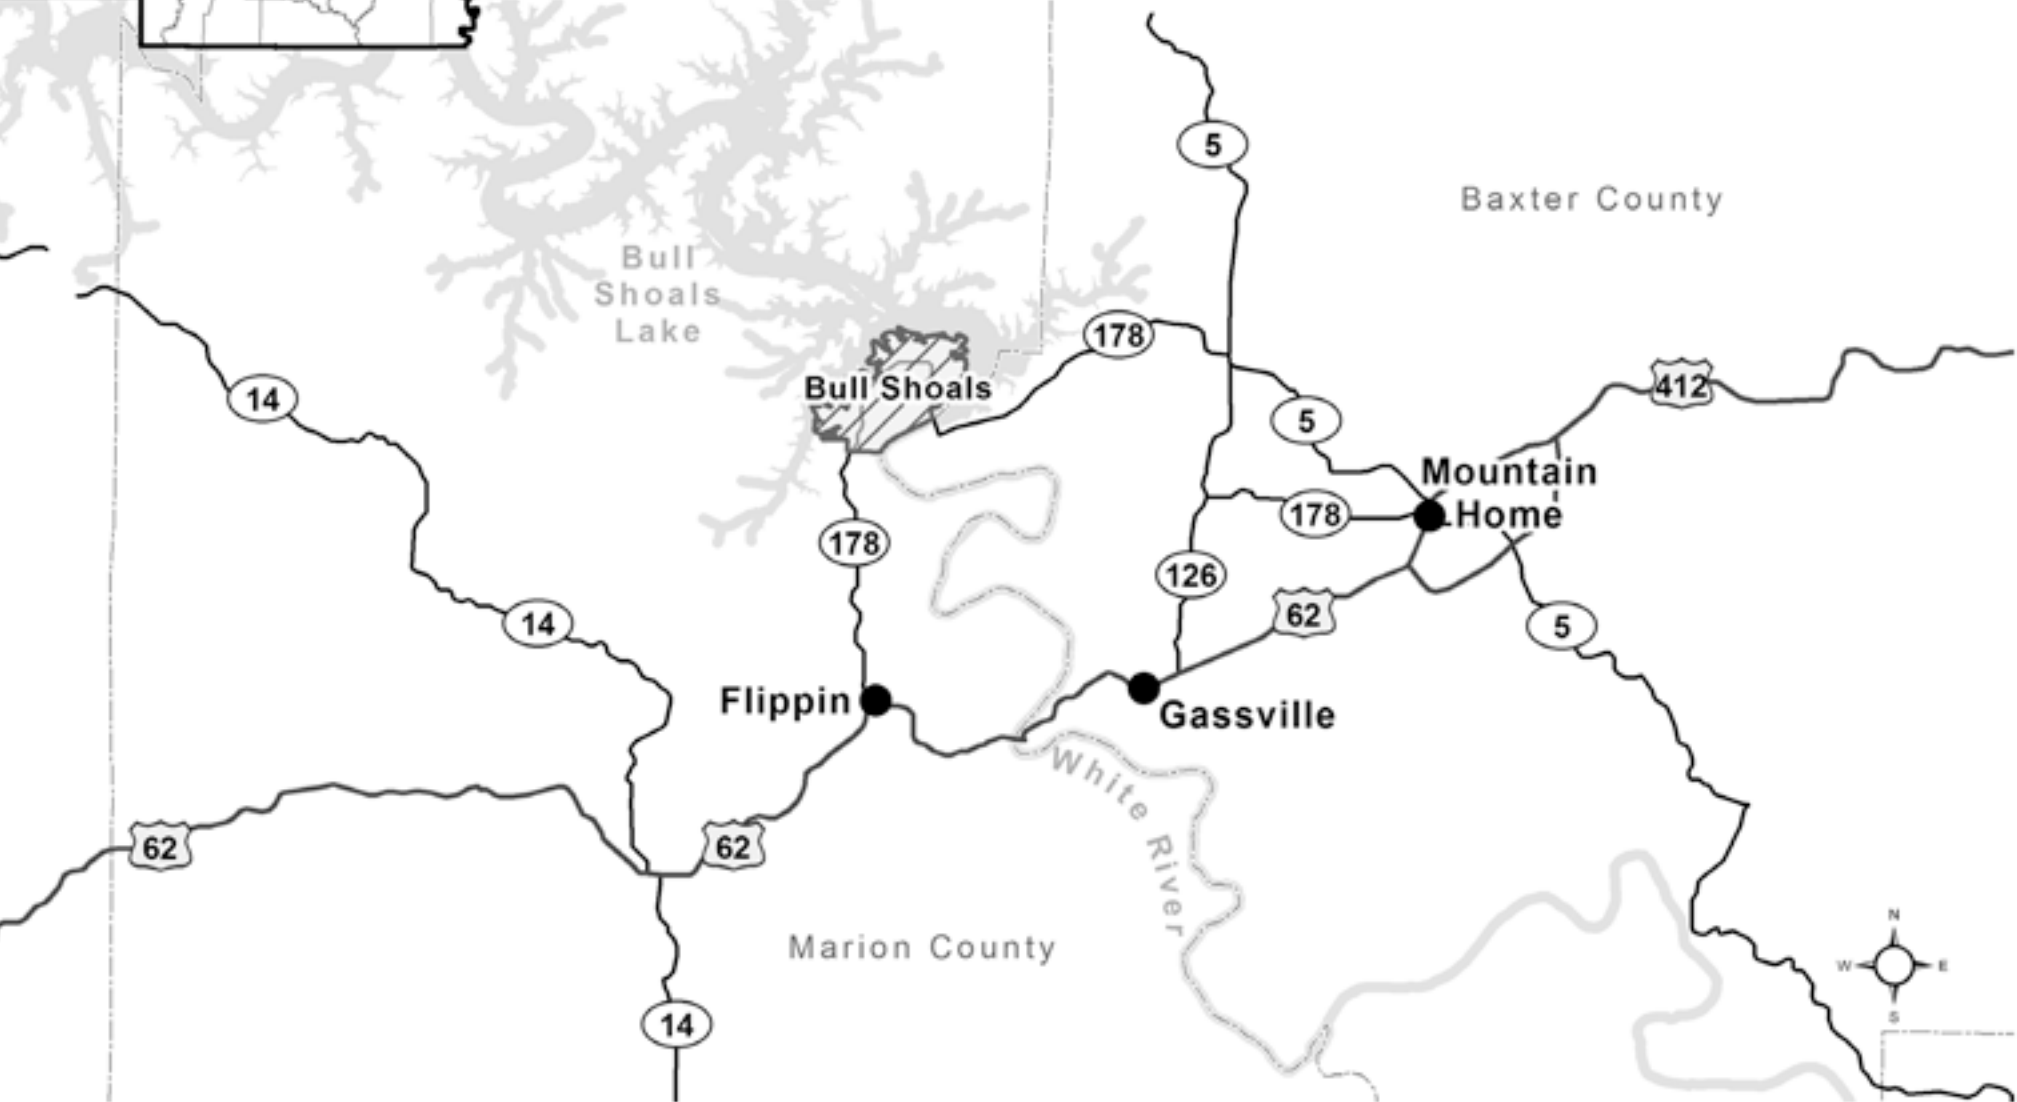 5
Baxter County
Bull
Shoals
Lake
178
412
Bull Shoals
14
5
Mountain
Home
178
178
126
62
14
5
Flippin
Gassville
White River
62
62
Marion County
N
W
E
S
14